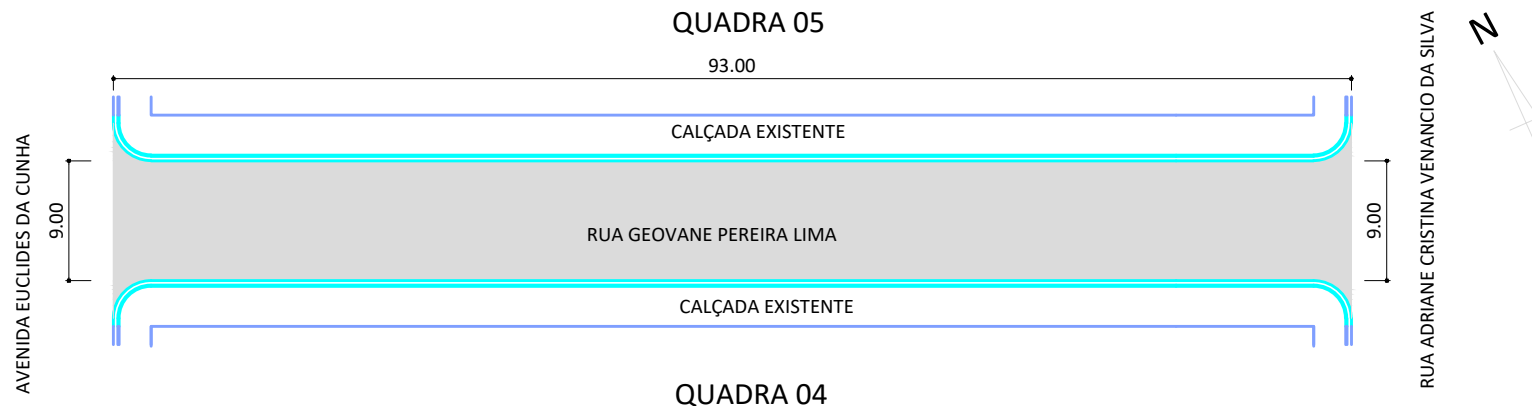 QUADRA 05
93.00
N
CALÇADA EXISTENTE
AVENIDA EUCLIDES DA CUNHA
9.00
RUA GEOVANE PEREIRA LIMA
9.00
RUA ADRIANE CRISTINA VENANCIO DA SILVA
CALÇADA EXISTENTE
QUADRA 04